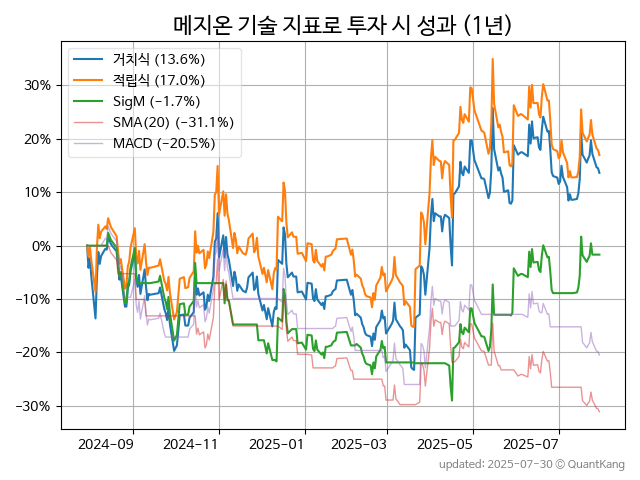 메지온 기술 지표로 투자 시 성과 (1년)
거치식 (13.6%)
적립식 (17.0%)
SigM (−1.7%)
SMA(20) (−31.1%)
MACD (−20.5%)
30%
20%
10%
0%
−10%
−20%
−30%
2024-09
2024-11
2025-01
2025-03
2025-05
2025-07
updated: 2025-07-30 © QuantKang